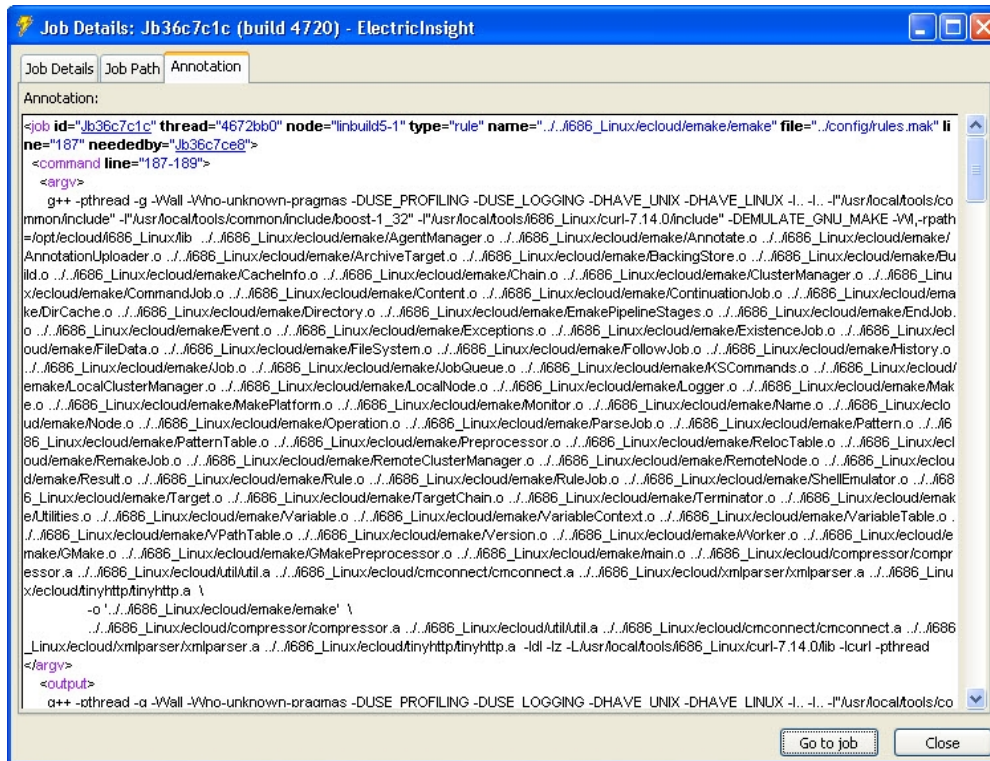 Job Details: Jb36c7c1c (build 4720) - ElectricInsight
Job Details Job Path Annotation
Annotation:
<job id="Jb36c7c1c" thread="4672bb0" node="linbuild5-1" type="rule" name="../../i686_Linux/ecloud/emake/emake" file="../config/rules.mak" li
ne="187" neededby="Jb36c7ce8">
<command line="187-189">
<argv>
g++ -pthread -g -Wall -Wno-unknown-pragmas -DUSE_PROFILING -DUSE_LOGGING -DHAVE_UNIX -DHAVE_LINUX -I.. -I.. -I"/usr/local/tools/co
mmon/include" -I"/usr/local/tools/common/include/boost-1_32" -I"/usr/local/tools/i686_Linux/curl-7.14.0/include" -DEMULATE_GNU_MAKE -Wl,-rpath
=/opt/ecloud/i686_Linux/lib ../../i686_Linux/ecloud/emake/AgentManager.o ../../i686_Linux/ecloud/emake/Annotate.o ../../i686_Linux/ecloud/emake/
AnnotationUploader.o ../../i686_Linux/ecloud/emake/ArchiveTarget.o ../../i686_Linux/ecloud/emake/BackingStore.o ../../i686_Linux/ecloud/emake/Bu
ild.o ../../i686_Linux/ecloud/emake/CacheInfo.o ../../i686_Linux/ecloud/emake/Chain.o ../../i686_Linux/ecloud/emake/ClusterManager.o ../../i686_Linu
x/ecloud/emake/CommandJob.o ../../i686_Linux/ecloud/emake/Content.o ../../i686_Linux/ecloud/emake/ContinuationJob.o ../../i686_Linux/ecloud/ema
ke/DirCache.o ../../i686_Linux/ecloud/emake/Directory.o ../../i686_Linux/ecloud/emake/EmakePipelineStages.o ../../i686_Linux/ecloud/emake/EndJob.
o ../../i686_Linux/ecloud/emake/Event.o ../../i686_Linux/ecloud/emake/Exceptions.o ../../i686_Linux/ecloud/emake/ExistenceJob.o ../../i686_Linux/ecl
oud/emake/FileData.o ../../i686_Linux/ecloud/emake/FileSystem.o ../../i686_Linux/ecloud/emake/FollowJob.o ../../i686_Linux/ecloud/emake/History.o
../../i686_Linux/ecloud/emake/Job.o ../../i686_Linux/ecloud/emake/JobQueue.o ../../i686_Linux/ecloud/emake/KSCommands.o ../../i686_Linux/ecloud/
emake/LocalClusterManager.o ../../i686_Linux/ecloud/emake/LocalNode.o ../../i686_Linux/ecloud/emake/Logger.o ../../i686_Linux/ecloud/emake/Mak
e.o ../../i686_Linux/ecloud/emake/MakePlatform.o ../../i686_Linux/ecloud/emake/Monitor.o ../../i686_Linux/ecloud/emake/Name.o ../../i686_Linux/eclo
ud/emake/Node.o ../../i686_Linux/ecloud/emake/Operation.o ../../i686_Linux/ecloud/emake/ParseJob.o ../../i686_Linux/ecloud/emake/Pattern.o ../../i6
86_Linux/ecloud/emake/PatternTable.o ../../i686_Linux/ecloud/emake/Preprocessor.o ../../i686_Linux/ecloud/emake/RelocTable.o ../../i686_Linux/ecl
oud/emake/RemakeJob.o ../../i686_Linux/ecloud/emake/RemoteClusterManager.o ../../i686_Linux/ecloud/emake/RemoteNode.o ../../i686_Linux/eclou
d/emake/Result.o ../../i686_Linux/ecloud/emake/Rule.o ../../i686_Linux/ecloud/emake/RuleJob.o ../../i686_Linux/ecloud/emake/ShellEmulator.o ../../i68
6_Linux/ecloud/emake/Target.o ../../i686_Linux/ecloud/emake/TargetChain.o ../../i686_Linux/ecloud/emake/Terminator.o ../../i686_Linux/ecloud/emak
e/Utilities.o ../../i686_Linux/ecloud/emake/Variable.o ../../i686_Linux/ecloud/emake/VariableContext.o ../../i686_Linux/ecloud/emake/VariableTable.o .
./../i686_Linux/ecloud/emake/VPathTable.o ../../i686_Linux/ecloud/emake/Version.o ../../i686_Linux/ecloud/emake/Worker.o ../../i686_Linux/ecloud/e
make/GMake.o ../../i686_Linux/ecloud/emake/GMakePreprocessor.o ../../i686_Linux/ecloud/emake/main.o ../../i686_Linux/ecloud/compressor/compr
essor.a ../../i686_Linux/ecloud/util/util.a ../../i686_Linux/ecloud/cmconnect/cmconnect.a ../../i686_Linux/ecloud/xmlparser/xmlparser.a ../../i686_Linu
x/ecloud/tinyhttp/tinyhttp.a \
-o '../../i686_Linux/ecloud/emake/emake' \
../../i686_Linux/ecloud/compressor/compressor.a ../../i686_Linux/ecloud/util/util.a ../../i686_Linux/ecloud/cmconnect/cmconnect.a ../../i686
_Linux/ecloud/xmlparser/xmlparser.a ../../i686_Linux/ecloud/tinyhttp/tinyhttp.a -ldl -lz -L/usr/local/tools/i686_Linux/curl-7.14.0/lib -lcurl -pthread
</argv>
<output>
g++ -pthread -g -Wall -Wno-unknown-pragmas -DUSE_PROFILING -DUSE_LOGGING -DHAVE_UNIX -DHAVE_LINUX -I.. -I.. -I"/usr/local/tools/co
Go to job Close